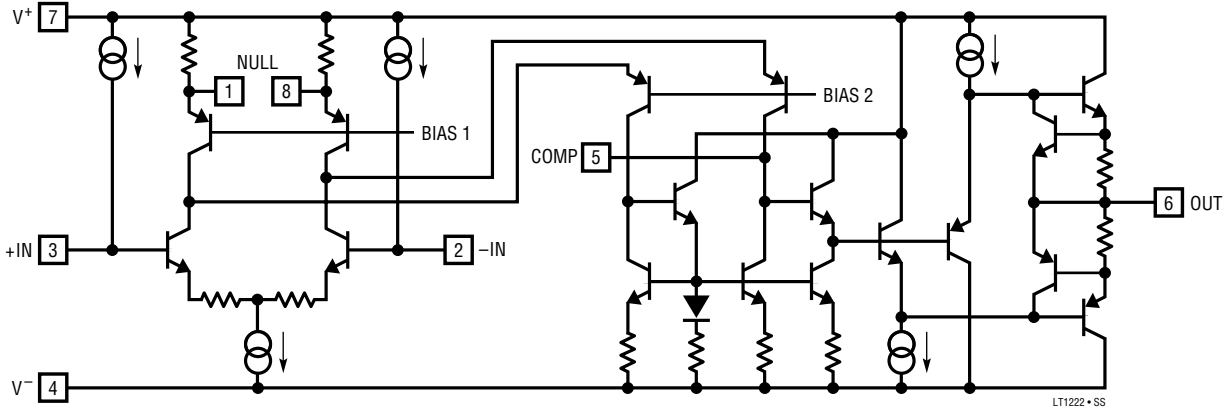 V+ 7
NULL
1 8
BIAS 1
BIAS 2
COMP 5
+IN 3
2 –IN
6 OUT
V– 4
LT1222 • SS